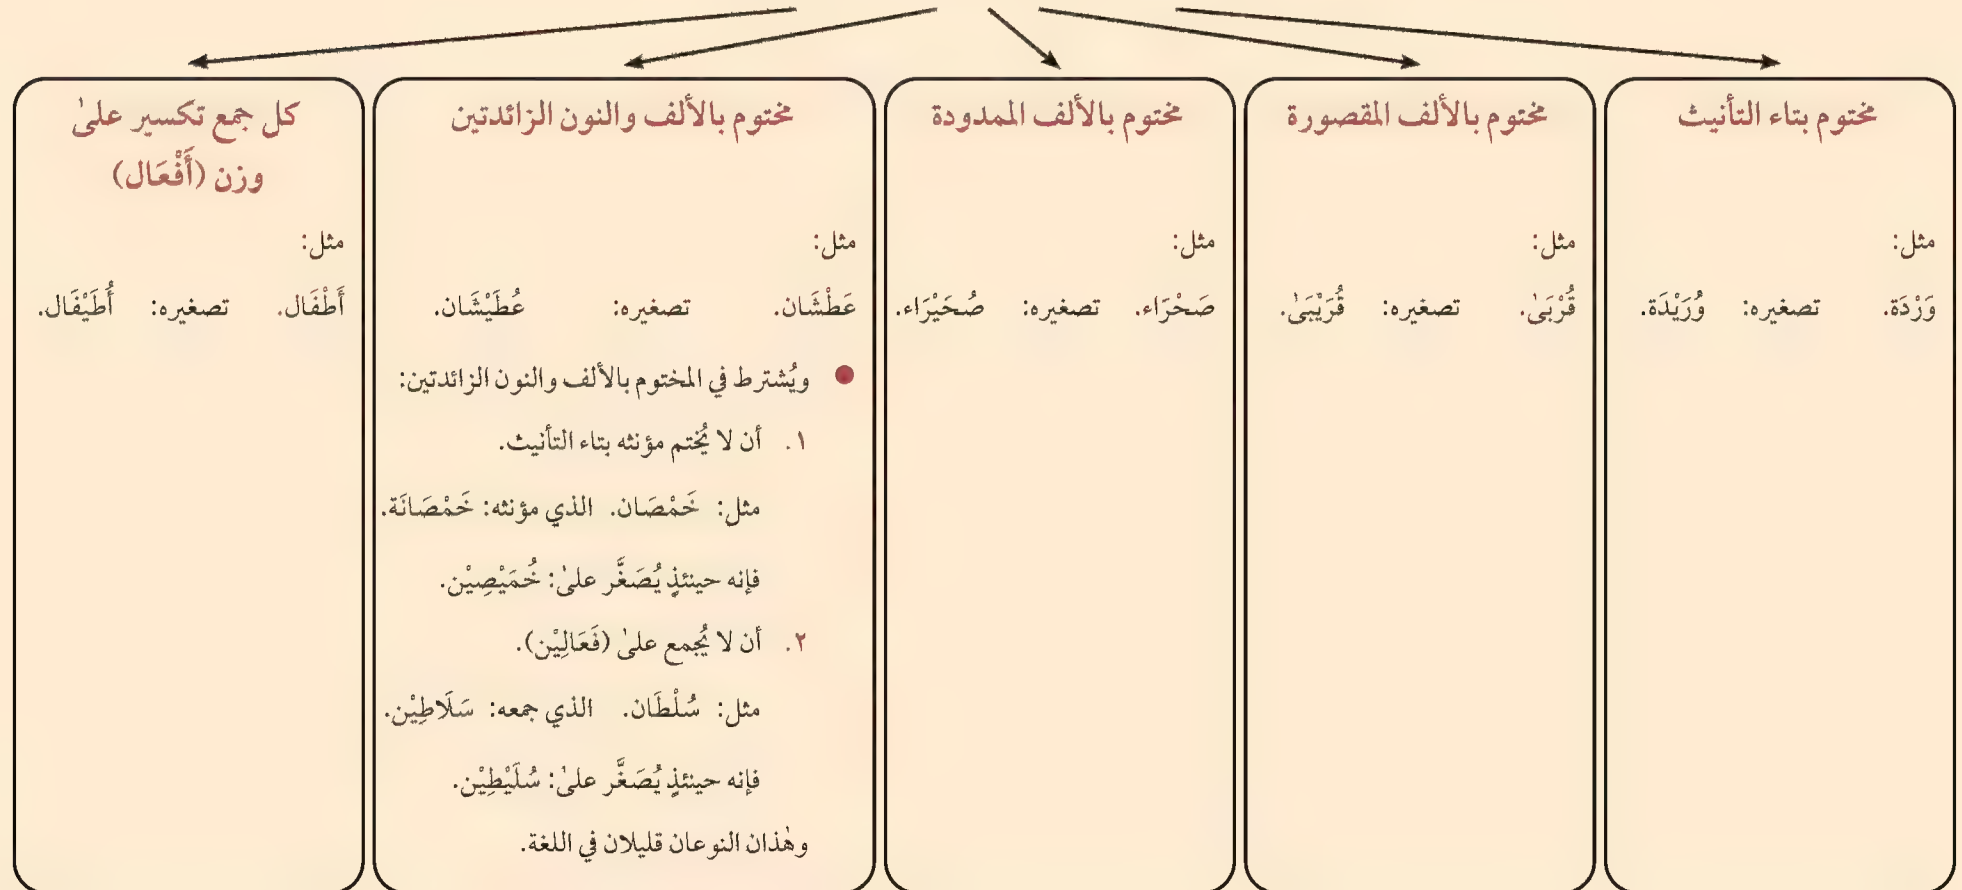 مختوم بتاء التأنيث
مثل:
وَرْدَة. تصغيره: وُرَيْدَة.
مختوم بالألف المقصورة
مثل:
قُرْبَىٰ. تصغيره: قُرَيْبَىٰ.
مختوم بالألف الممدودة
مثل:
صَحْرَاء. تصغيره: صُحَيْرَاء.
مختوم بالألف والنون الزائدتين
مثل:
عَطْشَان. تصغيره: عُطَيْشَان.
● ويُشترط في المختوم بالألف والنون الزائدتين:
١. أن لا يُختم مؤنثه بتاء التأنيث.
مثل: خَمْصَان. الذي مؤنثه: خَمْصَانَة.
فإنه حينئذٍ يُصَغَّر علىٰ: خُمَيْصِيْن.
٢. أن لا يُجمع علىٰ (فَعَالِيْن).
مثل: سُلْطَان. الذي جمعه: سَلَاطِيْن.
فإنه حينئذٍ يُصَغَّر علىٰ: سُلَيْطِيْن.
وهٰذان النوعان قليلان في اللغة.
كل جمع تكسير علىٰ
وزن (أَفْعَال)
مثل:
أَطْفَال. تصغيره: أُطَيْفَال.